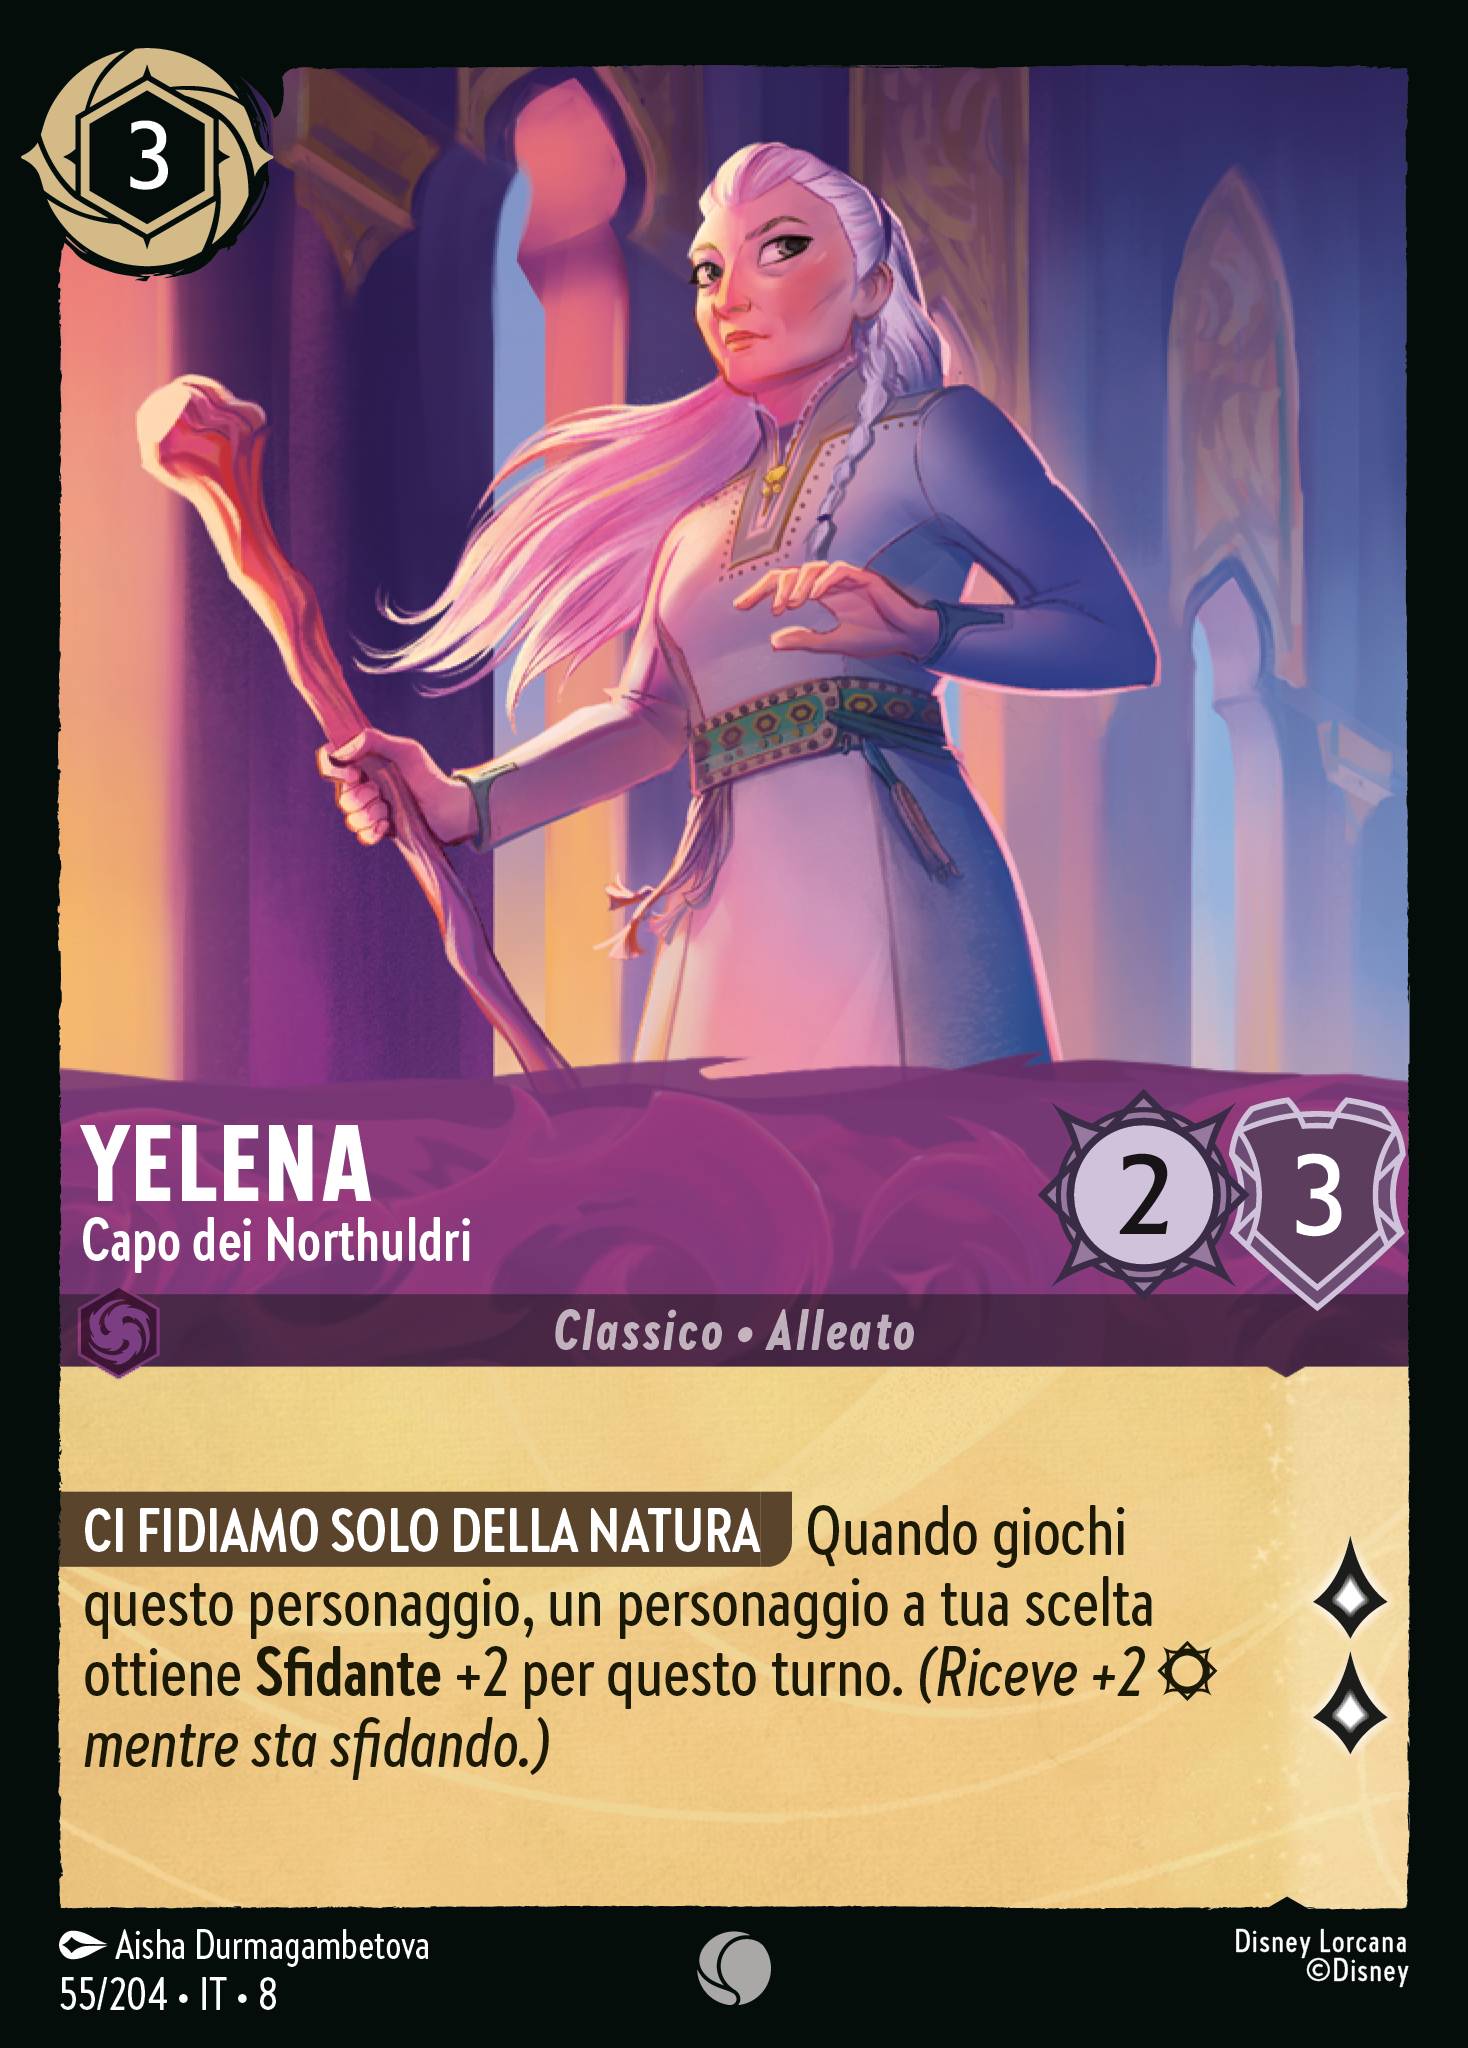 3
YELENA
Capo dei Northuldri
2
3
Classico • Alleato
CI FIDIAMO SOLO DELLA NATURA Quando giochi
questo personaggio, un personaggio a tua scelta
ottiene Sfidante +2 per questo turno. (Riceve +2
mentre sta sfidando.)
Aisha Durmagambetova
55/204 • IT • 8
Disney Lorcana
©Disney